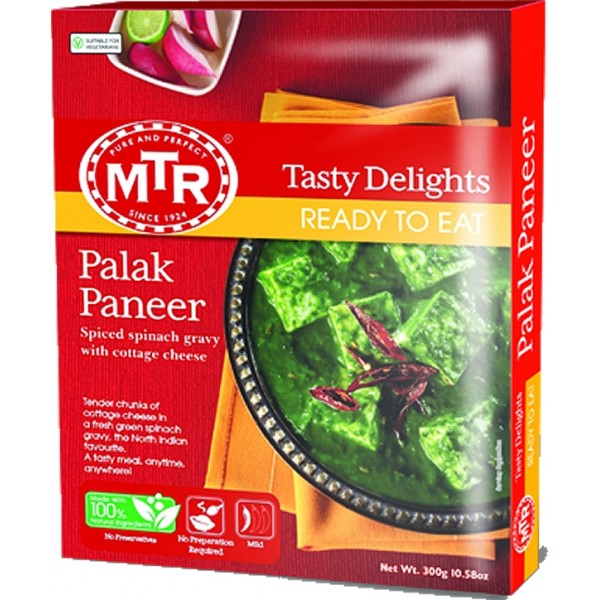 SUITABLE FOR
VEGETARIANS
PURE AND PERFECT
MTR
®
SINCE 1924
Tasty Delights
READY TO EAT
Palak
Paneer
Spiced spinach gravy
with cottage cheese
Tender chunks of
cottage cheese in
a fresh green spinach
gravy, the North Indian
favourite.
A tasty meal, anytime,
anywhere!
Made with
100%
Natural Ingredients
No Preservatives
No Preparation
Required
Mild
Net Wt. 300g 10.58oz
Palak Paneer
Tasty Delights
READY TO EAT
MTR